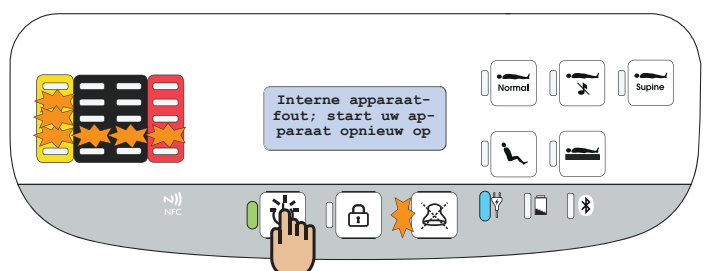 Interne apparaat-
fout; start uw ap-
paraat opnieuw op
Normal
Supine
N))
NFC